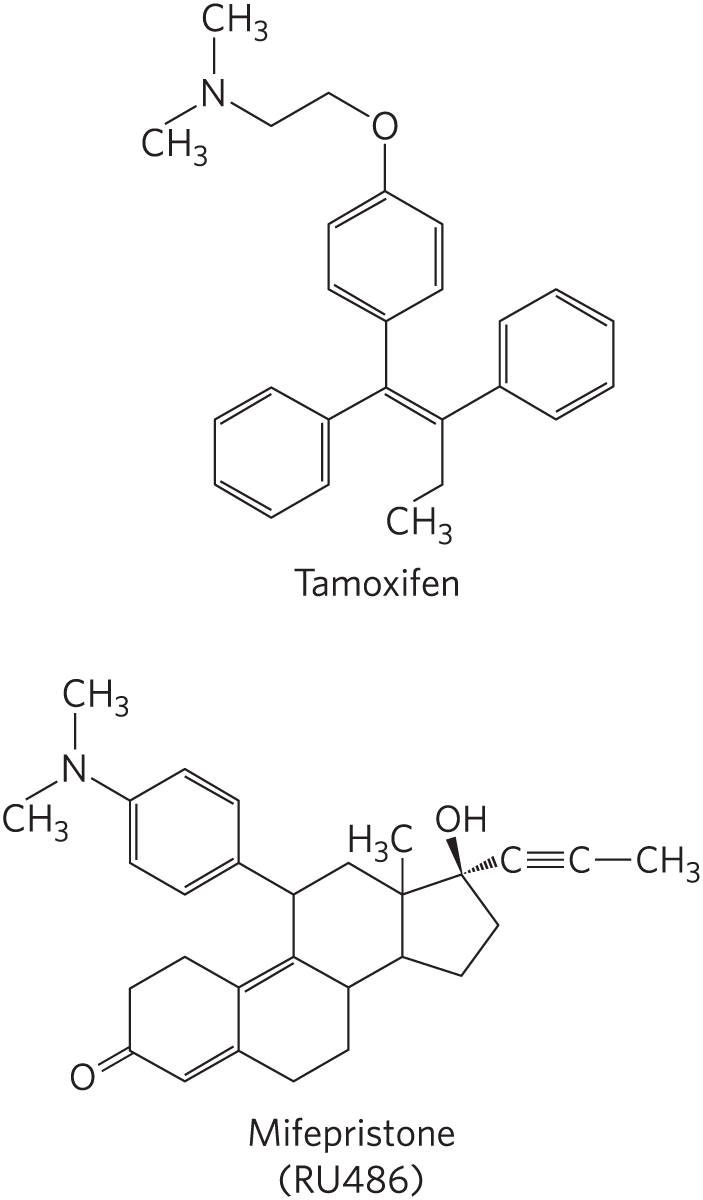 CH₃
N
CH₃
O
CH₃
Tamoxifen
CH₃
N
CH₃
OH
H₃C
C≡C—CH₃
O
Mifepristone
(RU486)